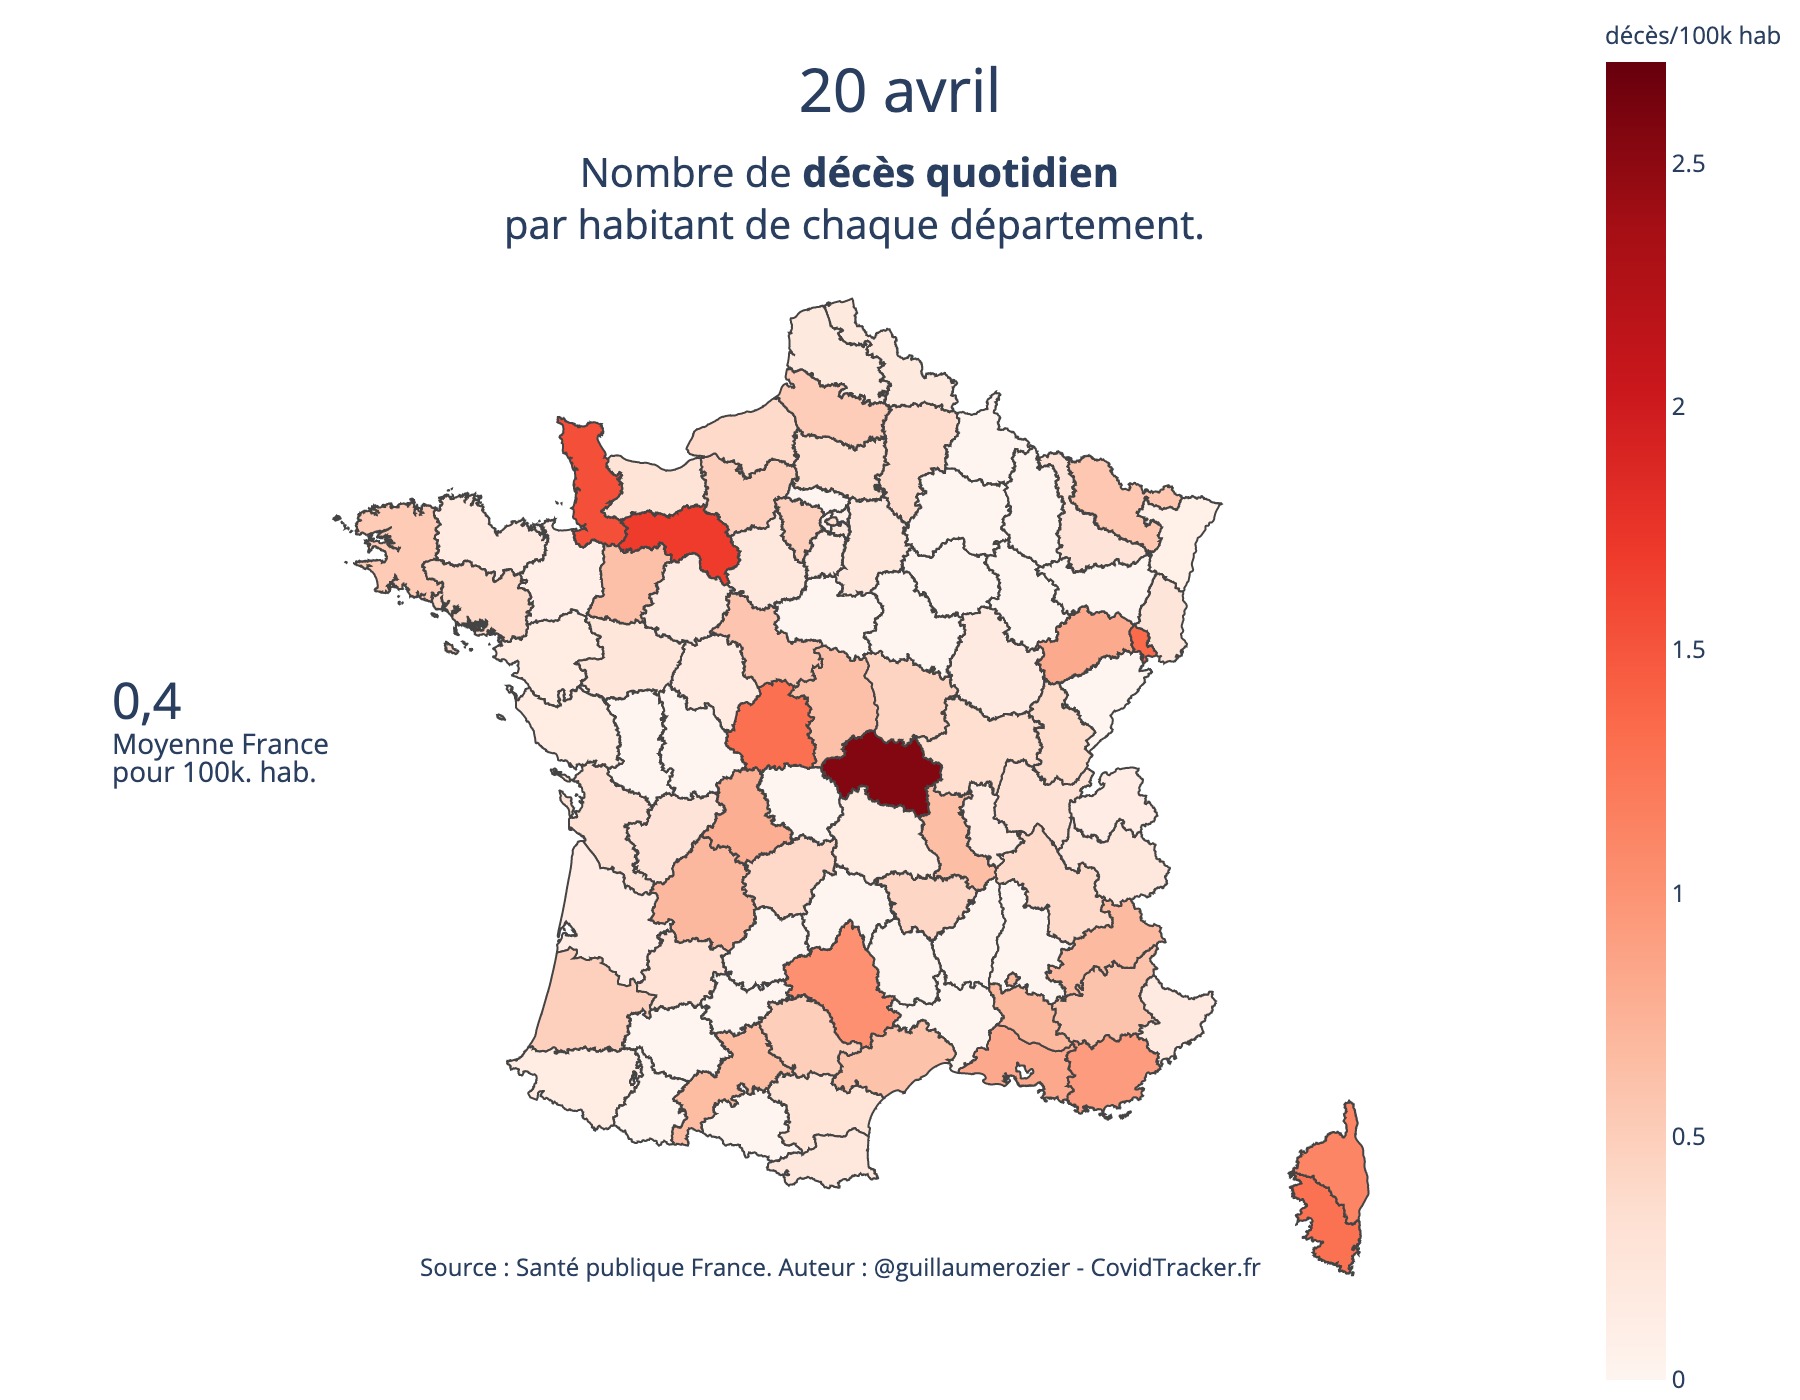 décès/100k hab
20 avril
Nombre de décès quotidien
par habitant de chaque département.
2.5
2
1.5
1
0.5
0
0,4
Moyenne France
pour 100k. hab.
Source : Santé publique France. Auteur : @guillaumerozier - CovidTracker.fr